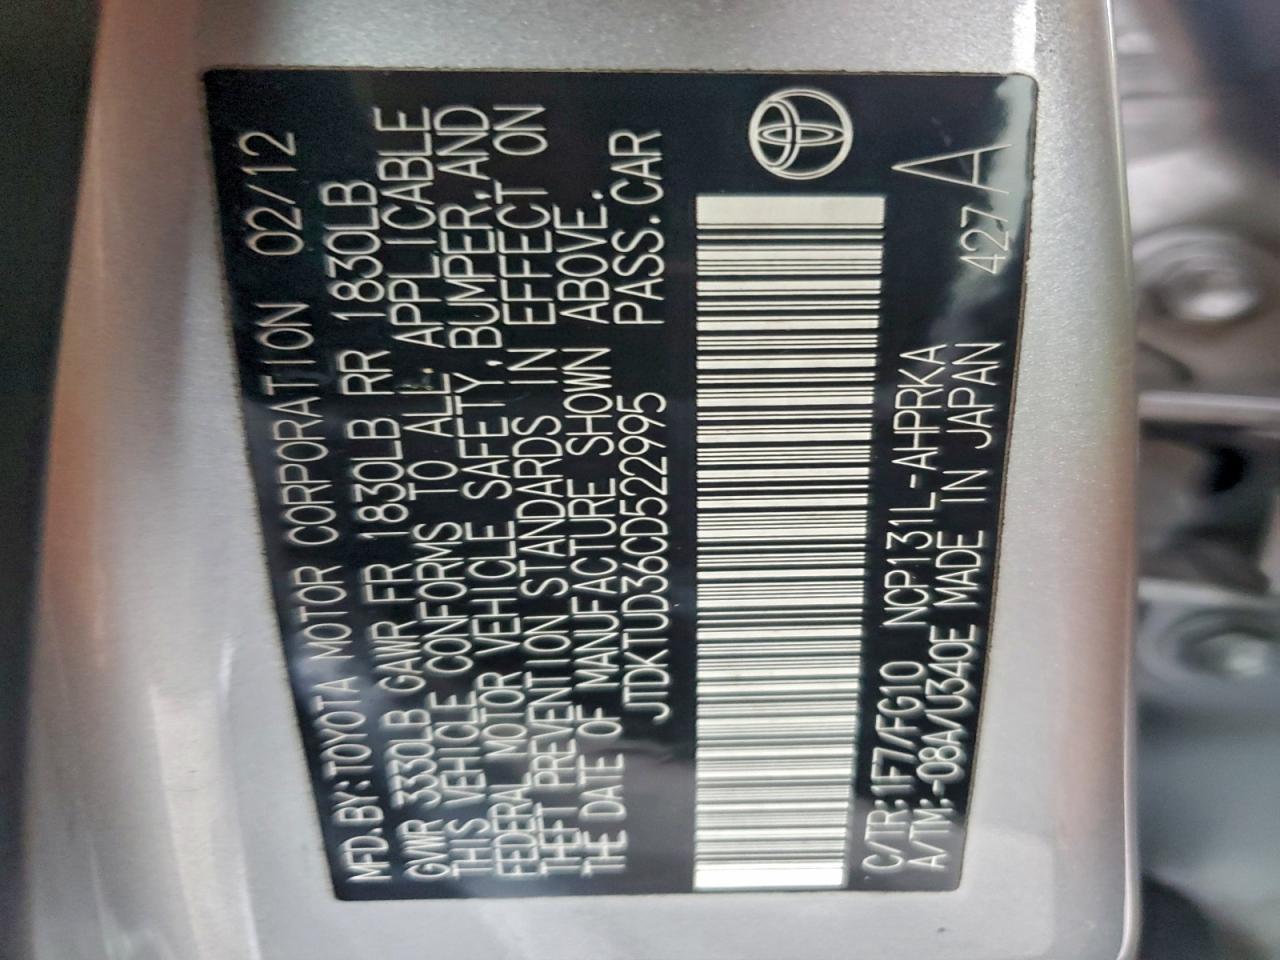 MFD.BY:TOYOTA MOTOR CORPORATION 02/12
GVWR 3330LB GAWR FR 1830LB RR 1830LB
THIS VEHICLE CONFORMS TO ALL APPLICABLE
FEDERAL MOTOR VEHICLE SAFETY, BUMPER, AND
THEFT PREVENTION STANDARDS IN EFFECT ON
THE DATE OF MANUFACTURE SHOWN ABOVE.
JTDKTUD36CD522995 PASS.CAR
C/TR:1F7/FG10 NCP131L-AHPRKA
A/TM:-08A/U340E MADE IN JAPAN 427A